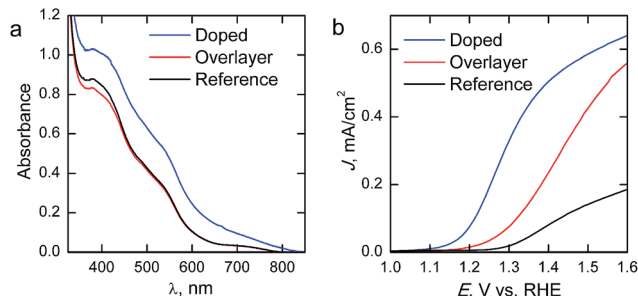 a
1.2
1.0
0.8
0.6
0.4
0.2
0.0
Absorbance
Doped
Overlayer
Reference
400 500 600 700 800
λ, nm
b
0.6
0.4
0.2
0.0
J, mA/cm²
Doped
Overlayer
Reference
1.0 1.1 1.2 1.3 1.4 1.5 1.6
E, V vs. RHE